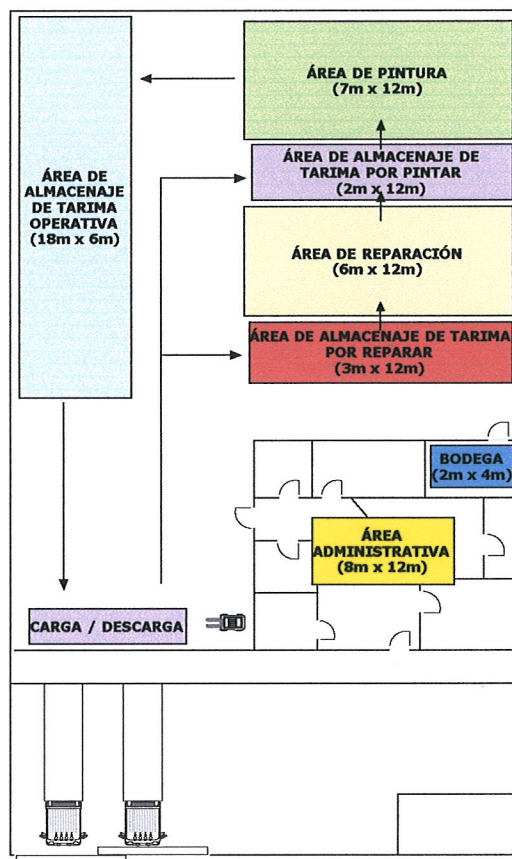 ÁREA DE PINTURA
(7m x 12m)
ÁREA DE ALMACENAJE DE
TARIMA POR PINTAR
(2m x 12m)
ÁREA DE
ALMACENAJE
DE TARIMA
OPERATIVA
(18m x 6m)
ÁREA DE REPARACIÓN
(6m x 12m)
ÁREA DE ALMACENAJE DE TARIMA
POR REPARAR
(3m x 12m)
BODEGA
(2m x 4m)
ÁREA
ADMINISTRATIVA
(8m x 12m)
CARGA / DESCARGA